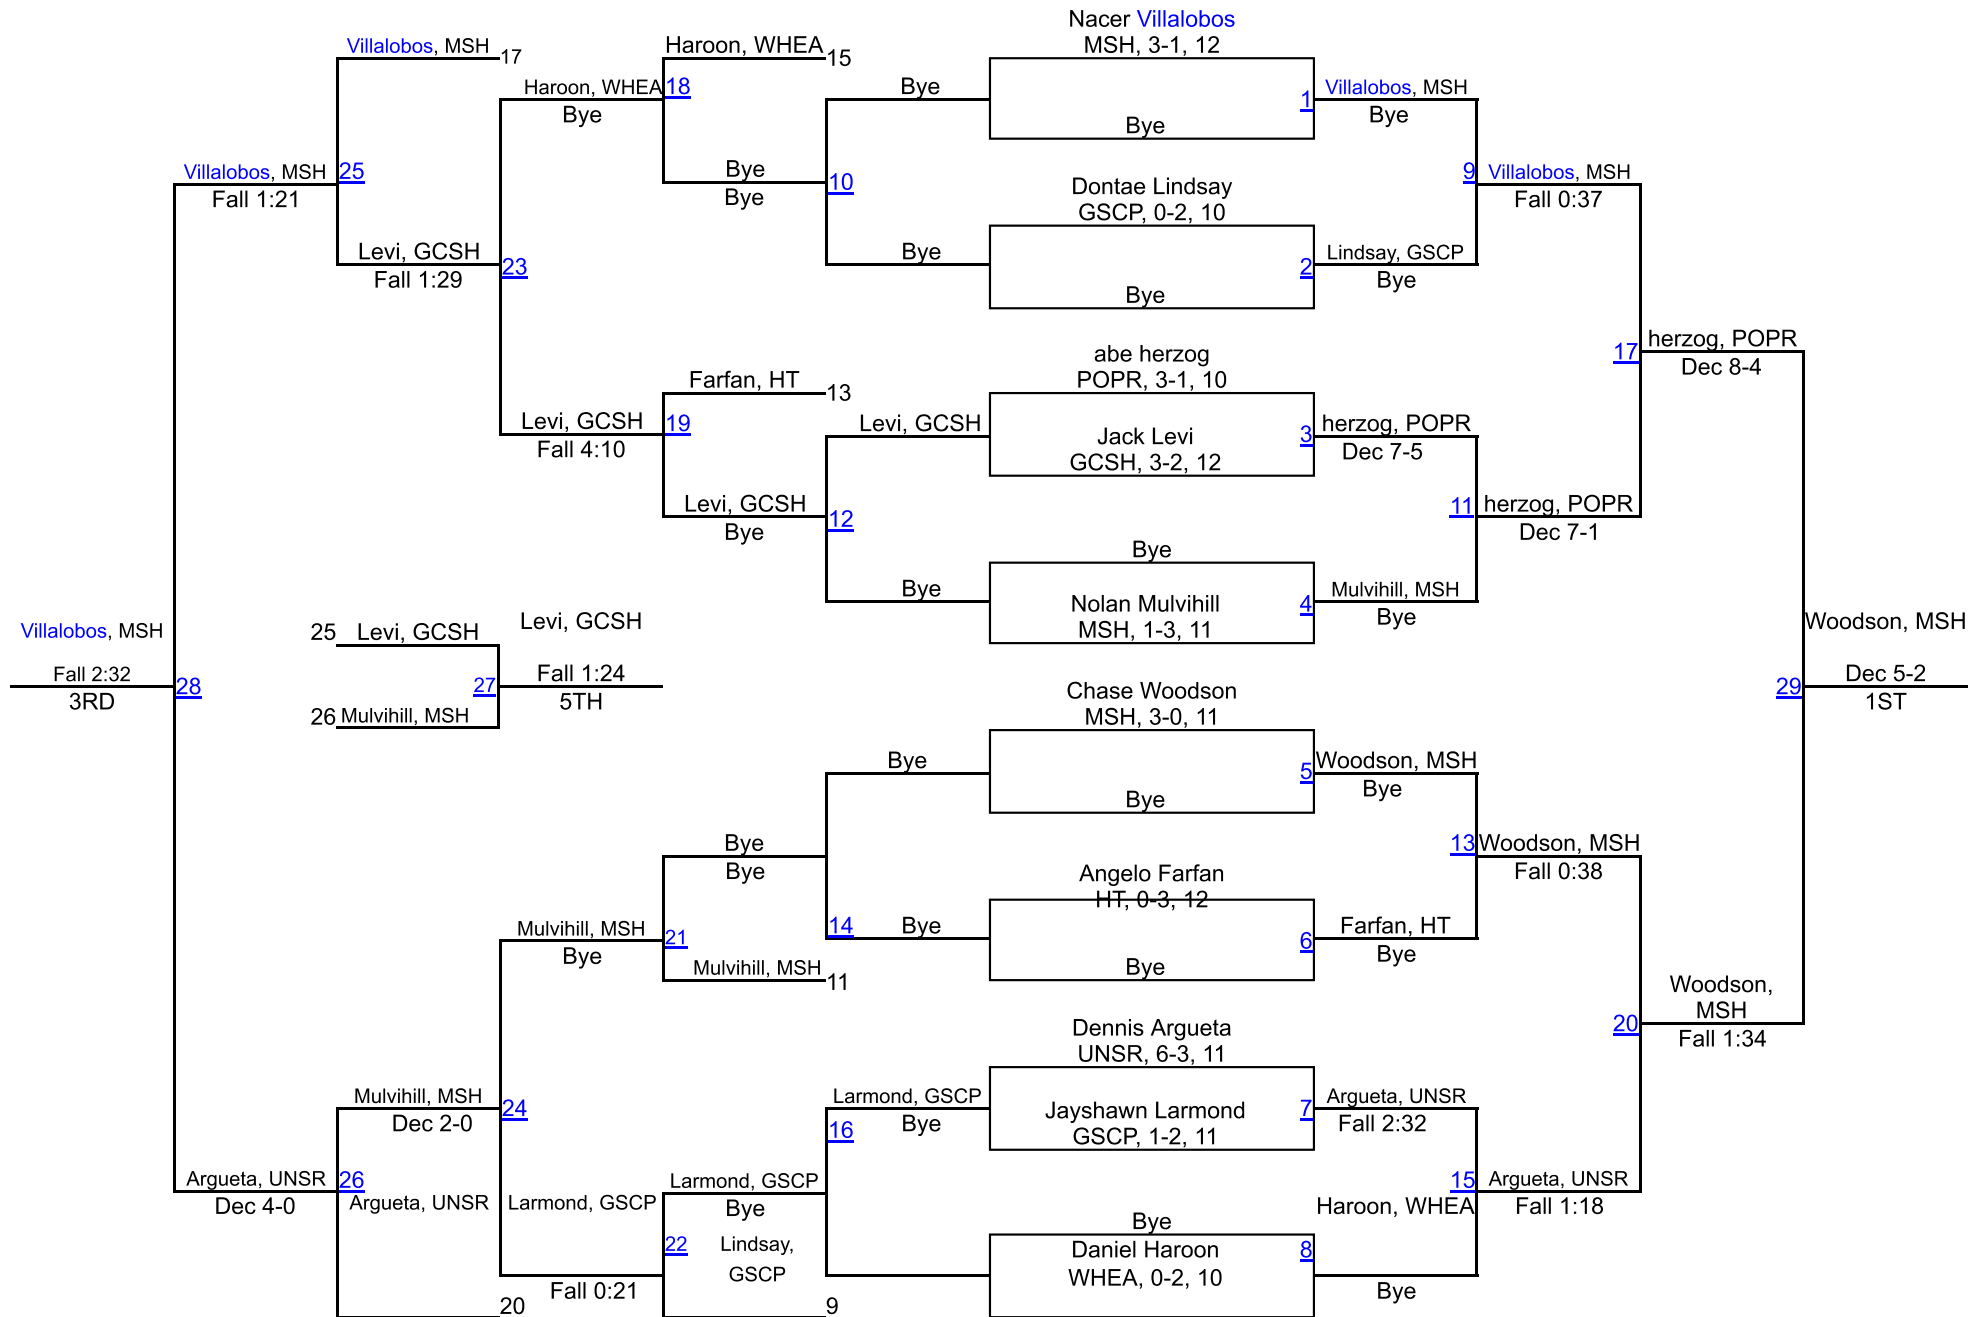 Nacer Villalobos
Villalobos, MSH
17
Haroon, WHEA
15
MSH, 3-1, 12
Haroon, WHEA
18
Bye
1
Villalobos, MSH
Bye
Bye
Bye
Villalobos, MSH
25
Bye
10
Dontae Lindsay
9
Villalobos, MSH
Fall 1:21
Bye
GSCP, 0-2, 10
Fall 0:37
Levi, GCSH
23
Bye
2
Lindsay, GSCP
Fall 1:29
Bye
Bye
abe herzog
17
herzog, POPR
Farfan, HT
13
POPR, 3-1, 10
Dec 8-4
Levi, GCSH
19
Levi, GCSH
Jack Levi
3
herzog, POPR
Fall 4:10
GCSH, 3-2, 12
Dec 7-5
Levi, GCSH
12
11
herzog, POPR
Bye
Dec 7-1
Bye
Bye
Nolan Mulvihill
4
Mulvihill, MSH
Bye
Villalobos, MSH
25
Levi, GCSH
Levi, GCSH
MSH, 1-3, 11
Woodson, MSH
Fall 2:32
28
27
Fall 1:24
29
Dec 5-2
3RD
5TH
1ST
26
Mulvihill, MSH
Chase Woodson
MSH, 3-0, 11
Bye
5
Woodson, MSH
Bye
Bye
Bye
13
Woodson, MSH
Bye
Angelo Farfan
Fall 0:38
HT, 0-3, 12
Mulvihill, MSH
21
14
Bye
6
Farfan, HT
Bye
Bye
Bye
Mulvihill, MSH
11
Woodson,
MSH
20
Fall 1:34
Dennis Argueta
UNSR, 6-3, 11
Mulvihill, MSH
24
Larmond, GSCP
Jayshawn Larmond
7
Argueta, UNSR
Dec 2-0
16
Bye
GSCP, 1-2, 11
Fall 2:32
Argueta, UNSR
26
Larmond, GSCP
15
Argueta, UNSR
Dec 4-0
Argueta, UNSR
Larmond, GSCP
Bye
Haroon, WHEA
Fall 1:18
Bye
22
Lindsay,
GSCP
Daniel Haroon
8
WHEA, 0-2, 10
Fall 0:21
Bye
20
9